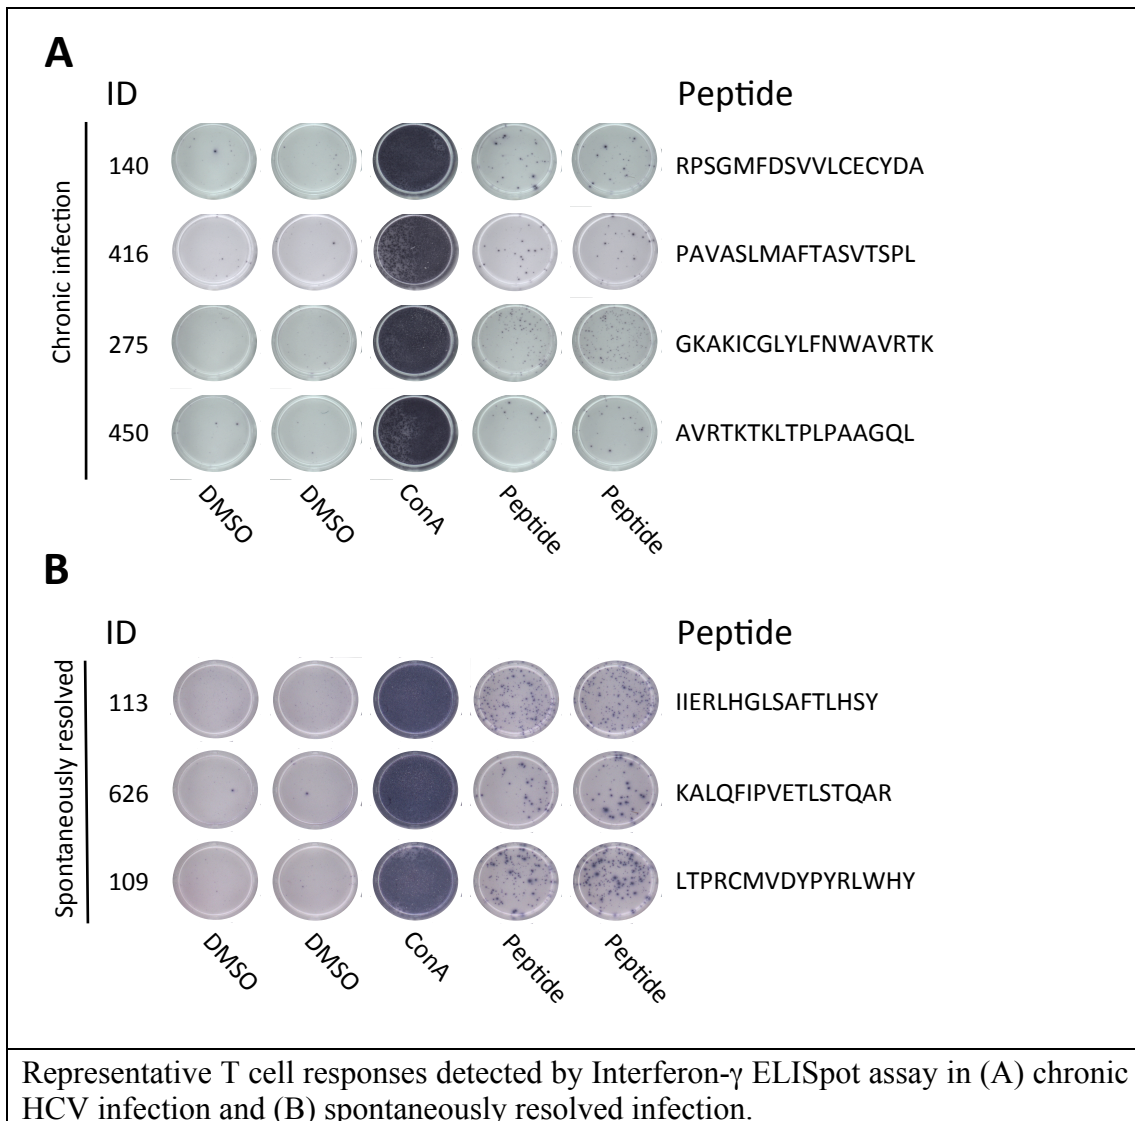 A
ID
Peptide
Chronic infection
140
RPSGMFDSVVLCECYDA
416
PAVASLMAFTASVTSPL
275
GKAKICGLYLFNWAVRTK
450
AVRTKTKLTPLPAAGQL
DMSO
DMSO
ConA
Peptide
Peptide
B
ID
Peptide
Spontaneously resolved
113
IIERLHGLSAFTLHSY
626
KALQFIPVETLSTQAR
109
LTPRCMVDYPYRLWHY
DMSO
DMSO
ConA
Peptide
Peptide
Representative T cell responses detected by Interferon-γ ELISpot assay in (A) chronic
HCV infection and (B) spontaneously resolved infection.